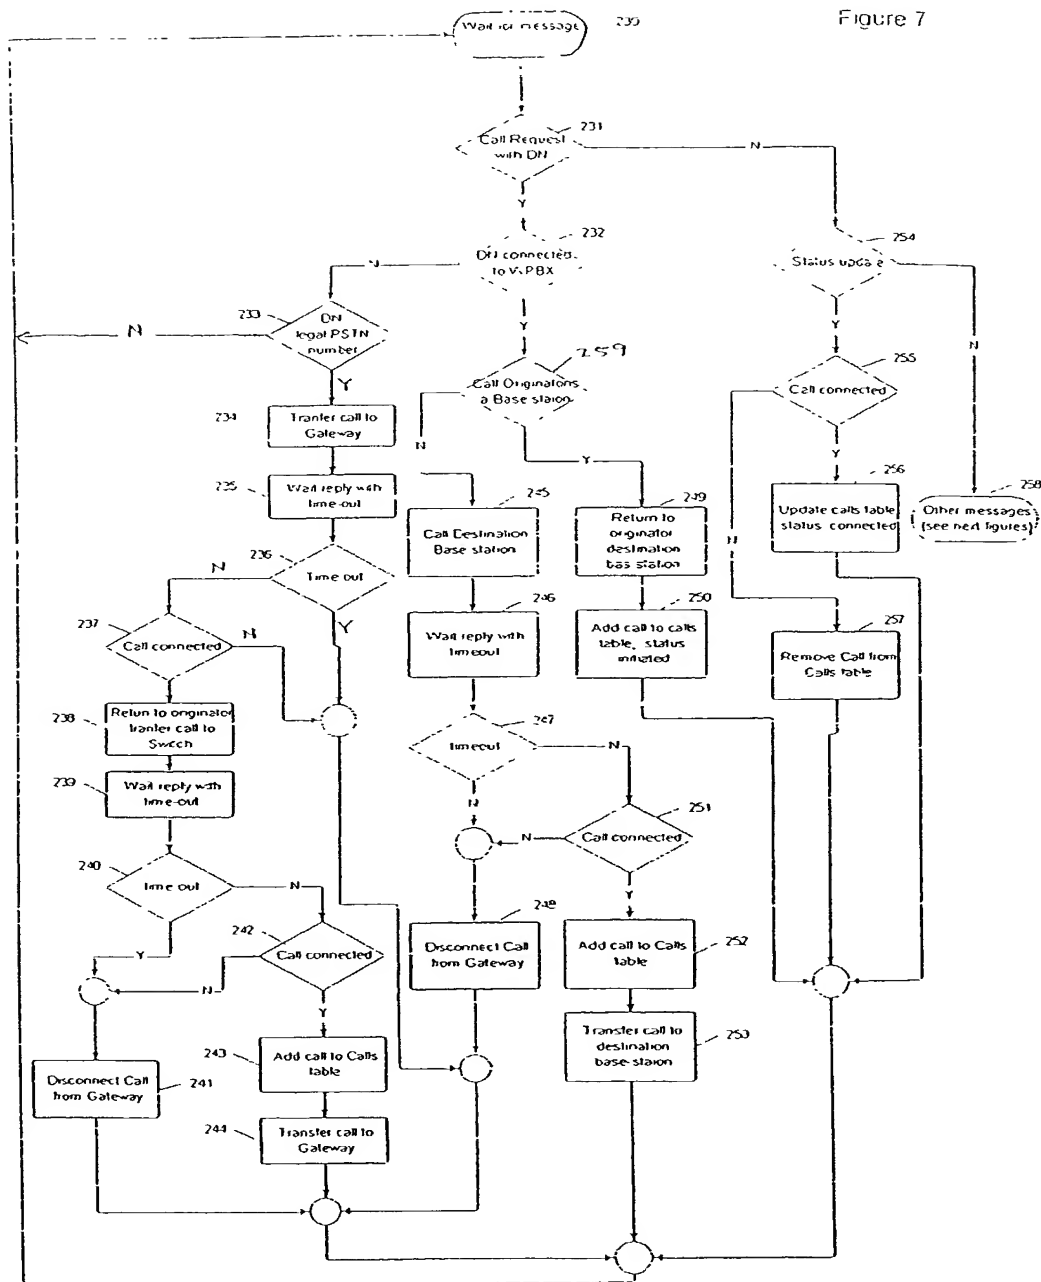 Figure 7
Wait for message
231
Call Request
with DN
N
Y
232
DN connected
to
N
Y
254
Status update
N
Y
233
DN
legal PSTN
number
N
Y
259
Call Originations
a Base staion
N
Y
255
Call connected
N
Y
234
Tranfer call to
Gateway
235
Wait reply with
time-out
236
Time out
N
Y
245
Call Destination
Base station
249
Return to
originator
destination
bas station
256
Update calls table
status connected
258
Other messages
(see next figures)
237
Call connected
N
246
Wait reply with
timeout
250
Add call to calls
table, status
initiated
257
Remove Call from
Calls table
238
Return to originator
tranfer call to
239
Wait reply with
time-out
247
timeout
N
N
251
Call connected
N
Y
Y
240
time out
N
Y
242
Call connected
N
Y
248
Disconnect Call
from Gateway
252
Add call to Calls
table
241
Disconnect Call
from Gateway
243
Add call to Calls
table
253
Transfer call to
destination
base-staion
244
Transfer call to
Gateway